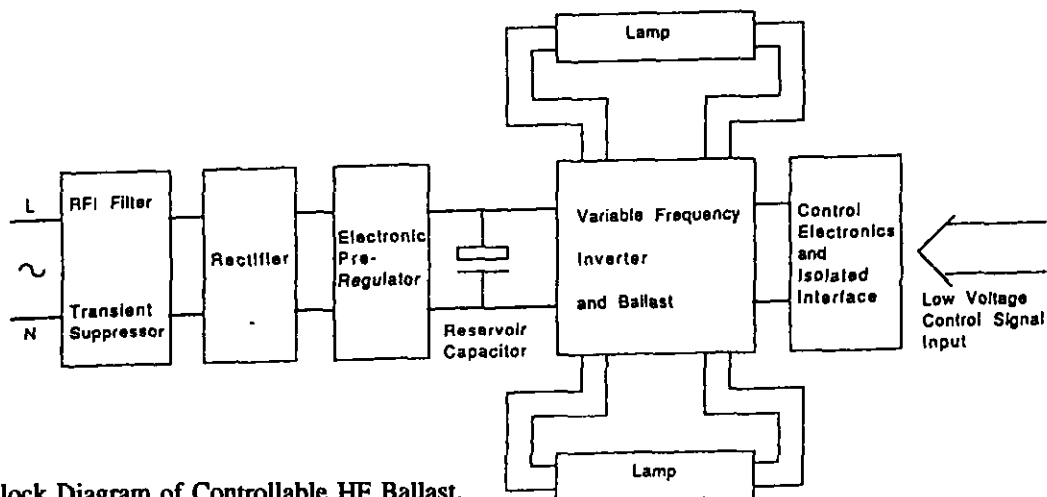 Lamp
L
RFI Filter
N
Transient
Suppressor
Rectifier
Electronic
Pre-
Regulator
Reservoir
Capacitor
Variable Frequency
Inverter
and Ballast
Control
Electronics
and
Isolated
Interface
Low Voltage
Control Signal
Input
Lamp
lock Diagram of Controllable HF Ballast.